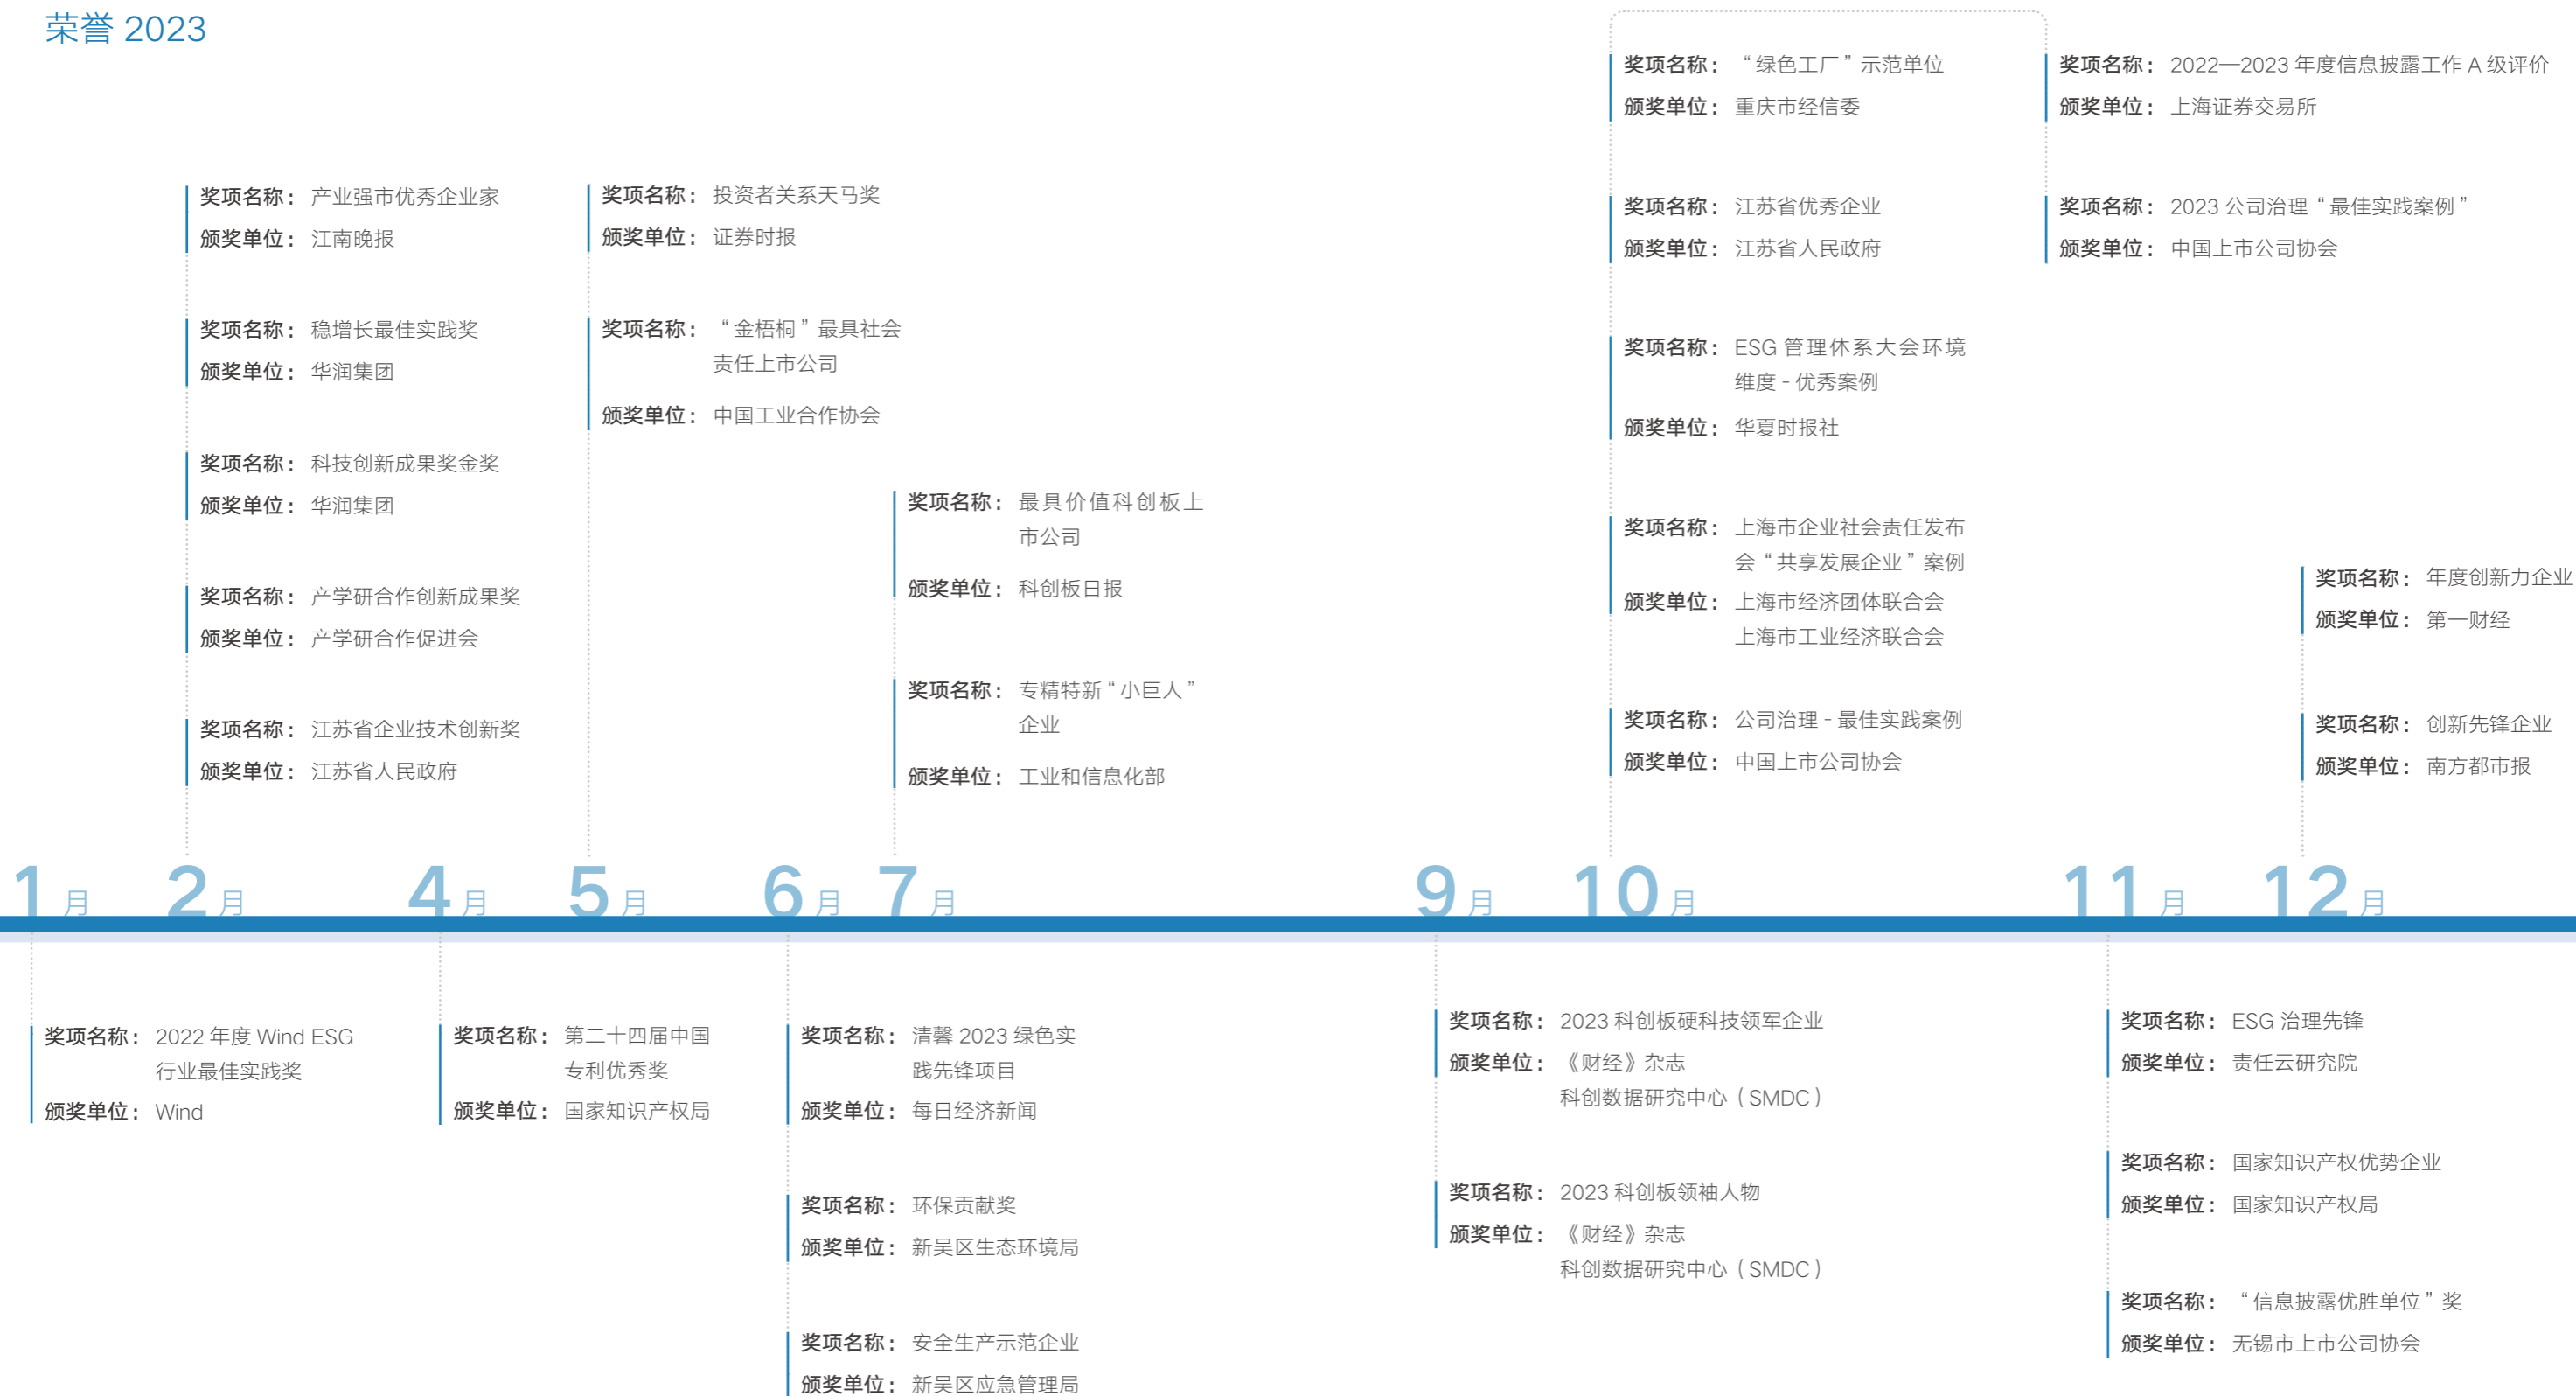 荣誉 2023
奖项名称： 产业强市优秀企业家
颁奖单位： 江南晚报
奖项名称： 稳增长最佳实践奖
颁奖单位： 华润集团
奖项名称： 科技创新成果奖金奖
颁奖单位： 华润集团
奖项名称： 产学研合作创新成果奖
颁奖单位： 产学研合作促进会
奖项名称： 江苏省企业技术创新奖
颁奖单位： 江苏省人民政府
奖项名称： 投资者关系天马奖
颁奖单位： 证券时报
奖项名称： “金梧桐”最具社会
责任上市公司
颁奖单位： 中国工业合作协会
奖项名称： 最具价值科创板上
市公司
颁奖单位： 科创板日报
奖项名称： 专精特新“小巨人”
企业
颁奖单位： 工业和信息化部
奖项名称： “绿色工厂”示范单位
颁奖单位： 重庆市经信委
奖项名称： 江苏省优秀企业
颁奖单位： 江苏省人民政府
奖项名称： ESG 管理体系大会环境
维度 - 优秀案例
颁奖单位： 华夏时报社
奖项名称： 上海市企业社会责任发布
会“共享发展企业”案例
颁奖单位： 上海市经济团体联合会
上海市工业经济联合会
奖项名称： 公司治理 - 最佳实践案例
颁奖单位： 中国上市公司协会
奖项名称： 2022—2023 年度信息披露工作 A 级评价
颁奖单位： 上海证券交易所
奖项名称： 2023 公司治理“最佳实践案例”
颁奖单位： 中国上市公司协会
奖项名称： 年度创新力企业
颁奖单位： 第一财经
奖项名称： 创新先锋企业
颁奖单位： 南方都市报
1 月 2 月 4 月 5 月 6 月 7 月 9 月 10 月 11 月 12 月
奖项名称： 2022 年度 Wind ESG
行业最佳实践奖
颁奖单位： Wind
奖项名称： 第二十四届中国
专利优秀奖
颁奖单位： 国家知识产权局
奖项名称： 清馨 2023 绿色实
践先锋项目
颁奖单位： 每日经济新闻
奖项名称： 环保贡献奖
颁奖单位： 新吴区生态环境局
奖项名称： 安全生产示范企业
颁奖单位： 新吴区应急管理局
奖项名称： 2023 科创板硬科技领军企业
颁奖单位： 《财经》杂志
科创数据研究中心（SMDC）
奖项名称： 2023 科创板领袖人物
颁奖单位： 《财经》杂志
科创数据研究中心（SMDC）
奖项名称： ESG 治理先锋
颁奖单位： 责任云研究院
奖项名称： 国家知识产权优势企业
颁奖单位： 国家知识产权局
奖项名称： “信息披露优胜单位”奖
颁奖单位： 无锡市上市公司协会